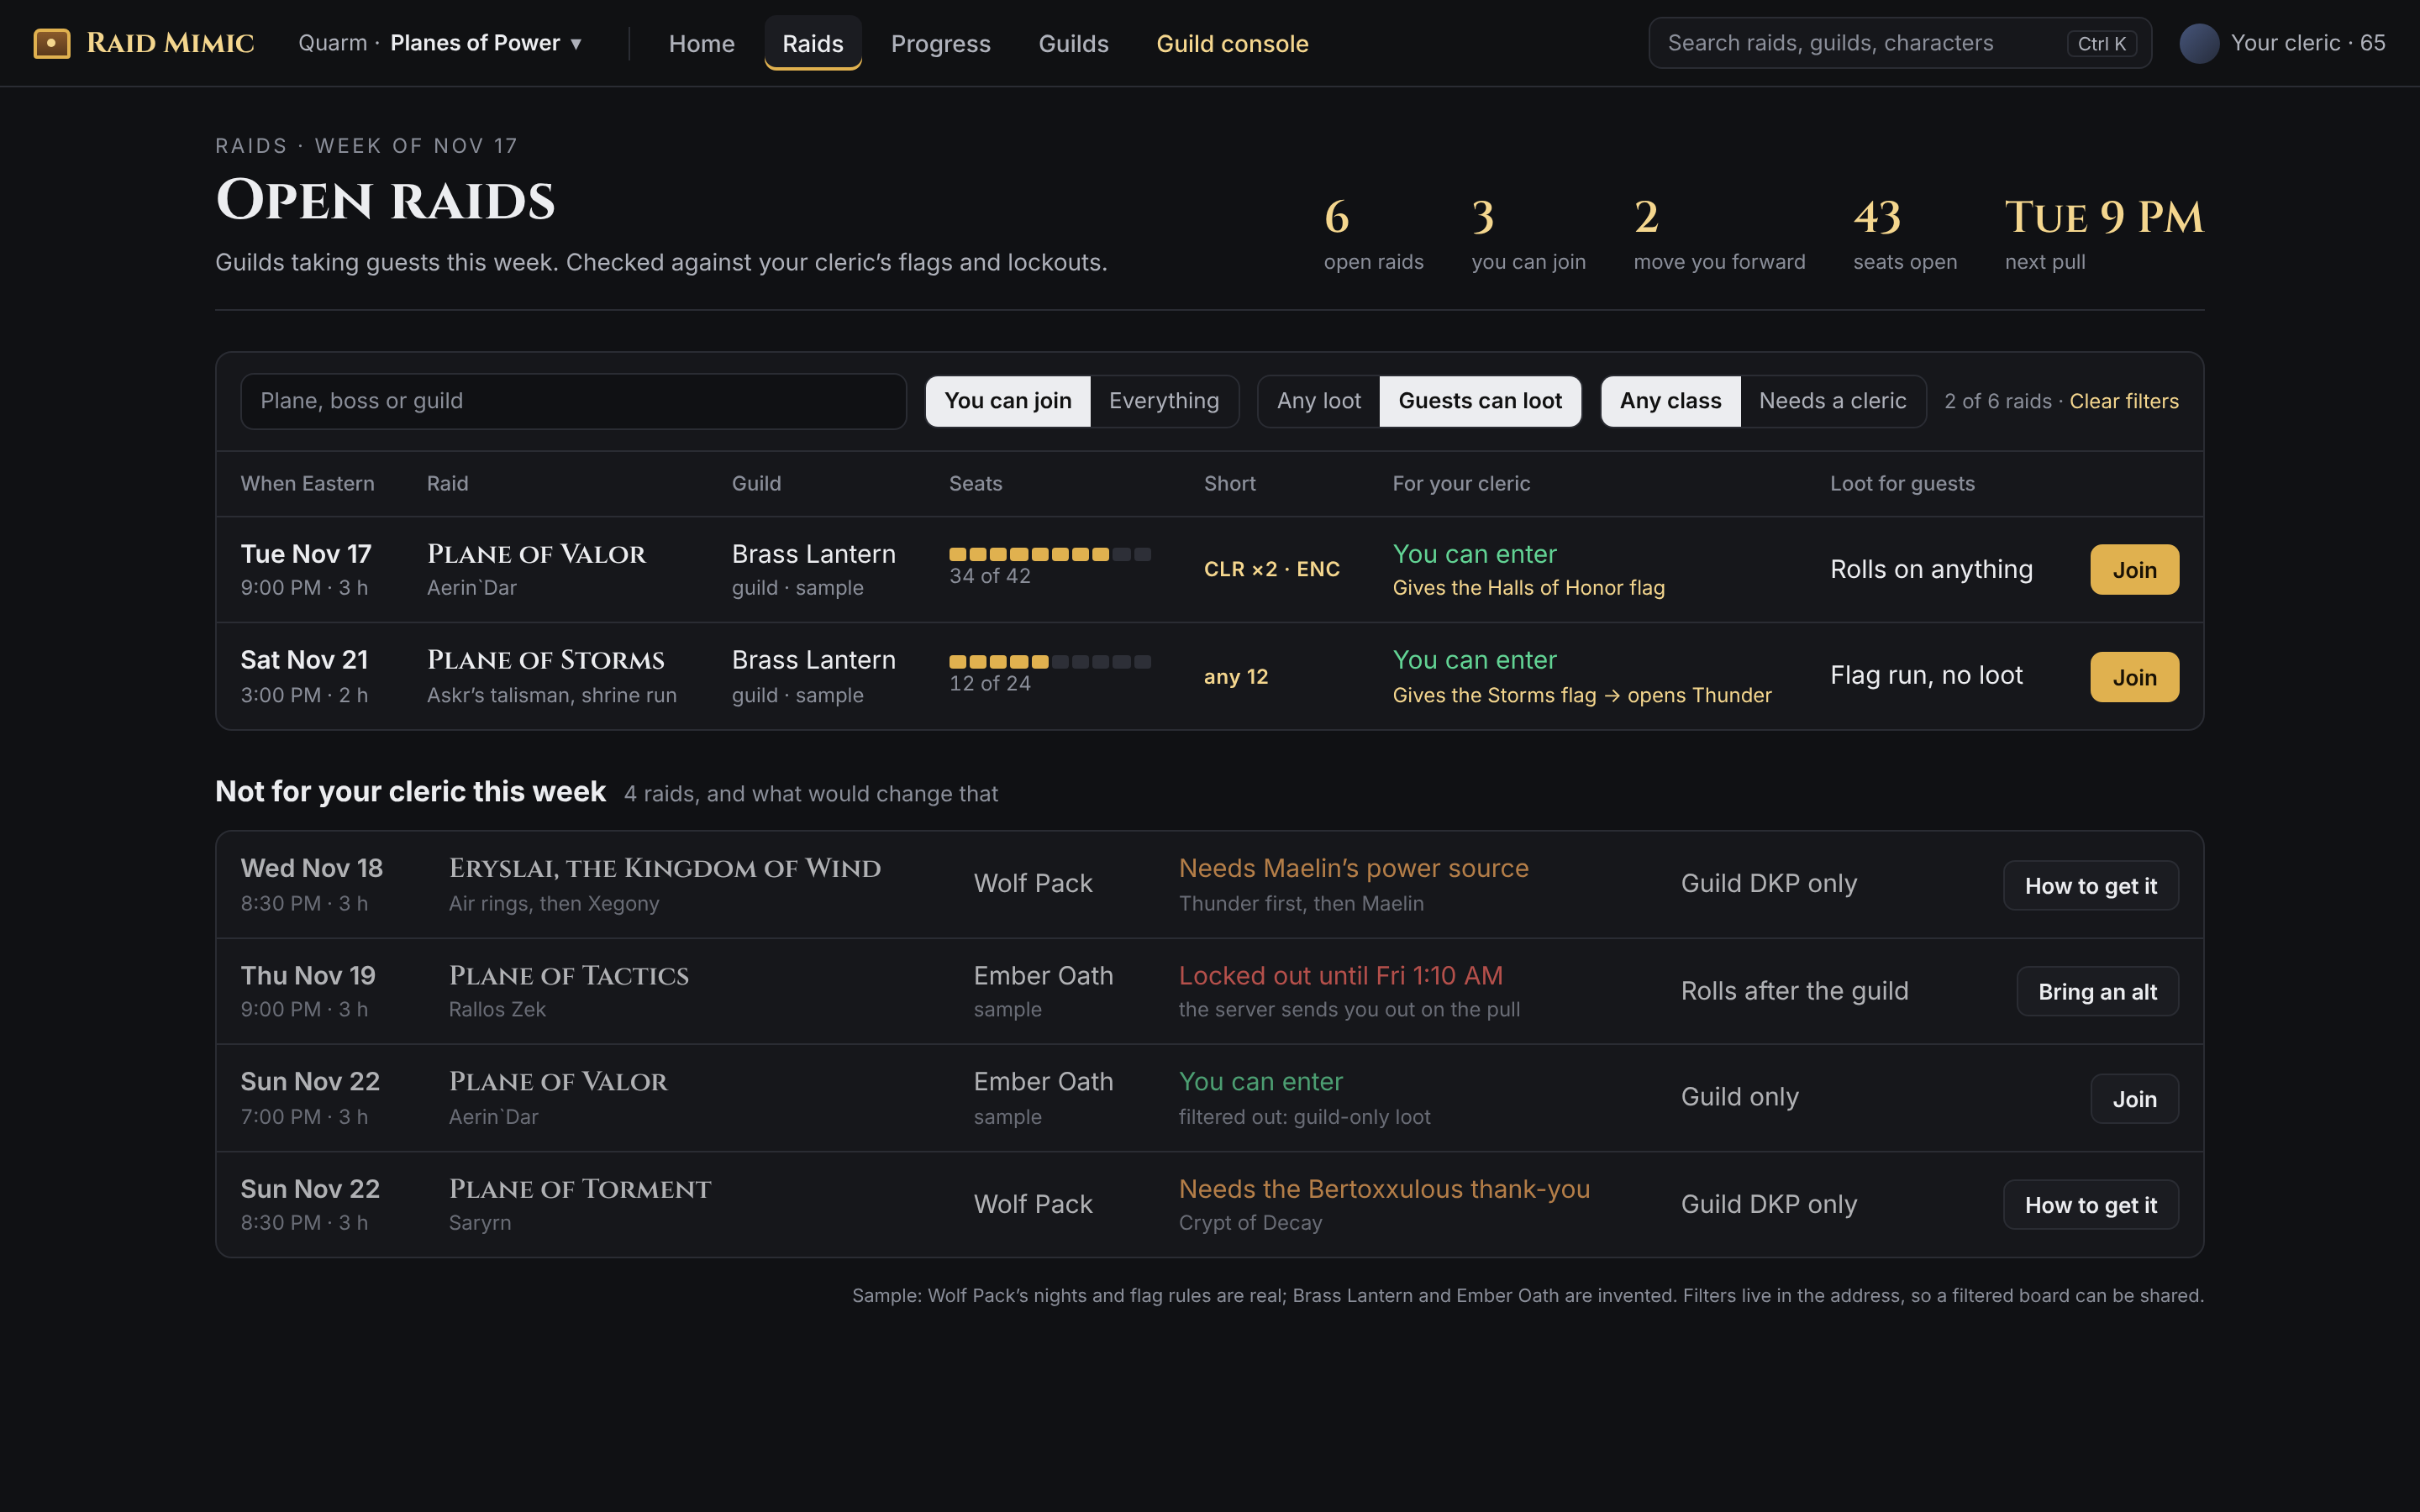 Raid Mimic Quarm · Planes of Power ▾ Home Raids Progress Guilds Guild console Search raids, guilds, characters Ctrl K Your cleric · 65
RAIDS · WEEK OF NOV 17
Open raids
Guilds taking guests this week. Checked against your cleric’s flags and lockouts.
6 3 2 43 Tue 9 PM
open raids you can join move you forward seats open next pull
Plane, boss or guild You can join Everything Any loot Guests can loot Any class Needs a cleric 2 of 6 raids · Clear filters
When Eastern Raid Guild Seats Short For your cleric Loot for guests
Tue Nov 17 Plane of Valor Brass Lantern You can enter
34 of 42 CLR ×2 · ENC Rolls on anything Join
9:00 PM · 3 h Aerin`Dar guild · sample Gives the Halls of Honor flag
Sat Nov 21 Plane of Storms Brass Lantern You can enter
12 of 24 any 12 Flag run, no loot Join
3:00 PM · 2 h Askr’s talisman, shrine run guild · sample Gives the Storms flag → opens Thunder
Not for your cleric this week 4 raids, and what would change that
Wed Nov 18 Eryslai, the Kingdom of Wind Needs Maelin’s power source
Wolf Pack Guild DKP only How to get it
8:30 PM · 3 h Air rings, then Xegony Thunder first, then Maelin
Thu Nov 19 Plane of Tactics Ember Oath Locked out until Fri 1:10 AM
Rolls after the guild Bring an alt
9:00 PM · 3 h Rallos Zek sample the server sends you out on the pull
Sun Nov 22 Plane of Valor Ember Oath You can enter
Guild only Join
7:00 PM · 3 h Aerin`Dar sample filtered out: guild-only loot
Sun Nov 22 Plane of Torment Needs the Bertoxxulous thank-you
Wolf Pack Guild DKP only How to get it
8:30 PM · 3 h Saryrn Crypt of Decay
Sample: Wolf Pack’s nights and flag rules are real; Brass Lantern and Ember Oath are invented. Filters live in the address, so a filtered board can be shared.